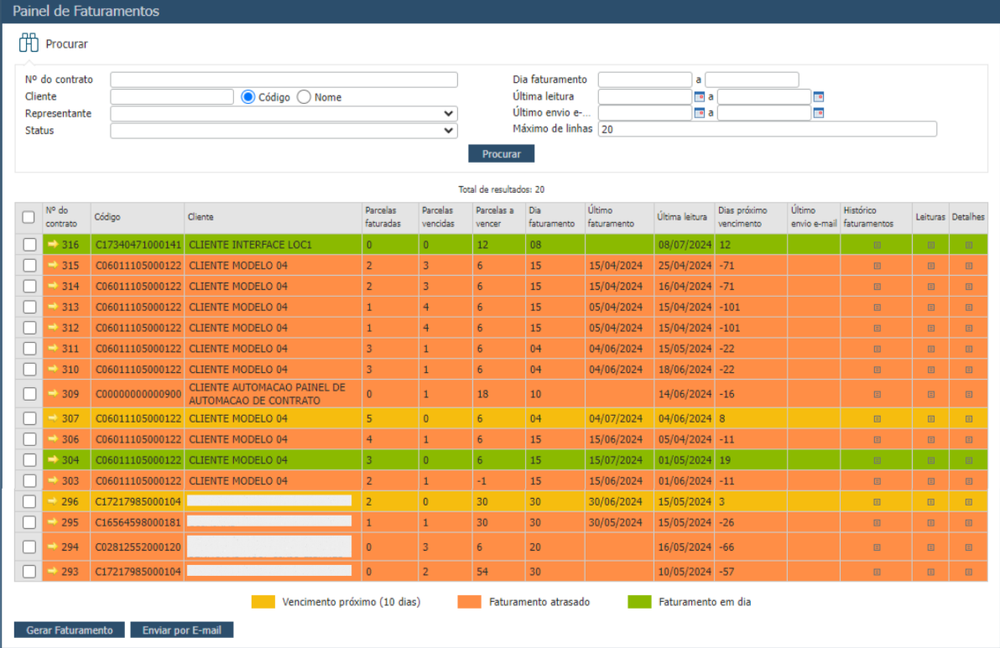 Painel de Faturamentos
Procurar
Nº do contrato
Dia faturamento a
Cliente Código Nome
Última leitura a
Representante
Último envio e-... a
Status
Máximo de linhas 20
Procurar
Total de resultados: 20
Nº do contrato Código Cliente Parcelas faturadas Parcelas vencidas Parcelas a vencer Dia faturamento Último faturamento Última leitura Dias próximo vencimento Último envio e-mail Histórico faturamentos Leituras Detalhes
316 C17340471000141 CLIENTE INTERFACE LOC1 0 0 12 08 08/07/2024 12
315 C06011105000122 CLIENTE MODELO 04 2 3 6 15 15/04/2024 25/04/2024 -71
314 C06011105000122 CLIENTE MODELO 04 2 3 6 15 15/04/2024 16/04/2024 -71
313 C06011105000122 CLIENTE MODELO 04 1 4 6 15 05/04/2024 15/04/2024 -101
312 C06011105000122 CLIENTE MODELO 04 1 4 6 15 05/04/2024 15/04/2024 -101
311 C06011105000122 CLIENTE MODELO 04 3 1 6 04 04/06/2024 15/05/2024 -22
310 C06011105000122 CLIENTE MODELO 04 3 1 6 04 04/06/2024 18/06/2024 -22
309 C00000000000900 CLIENTE AUTOMACAO PAINEL DE AUTOMACAO DE CONTRATO 0 1 18 10 14/06/2024 -16
307 C06011105000122 CLIENTE MODELO 04 5 0 6 04 04/07/2024 04/06/2024 8
306 C06011105000122 CLIENTE MODELO 04 4 1 6 15 15/06/2024 05/04/2024 -11
304 C06011105000122 CLIENTE MODELO 04 3 0 6 15 15/07/2024 01/05/2024 19
303 C06011105000122 CLIENTE MODELO 04 2 1 -1 15 15/06/2024 01/06/2024 -11
296 C17217985000104 2 0 30 30 30/06/2024 15/05/2024 3
295 C16564598000181 1 1 30 30 30/05/2024 15/05/2024 -26
294 C02812552000120 0 3 6 20 16/05/2024 -66
293 C17217985000104 0 2 54 30 10/05/2024 -57
Vencimento próximo (10 dias) Faturamento atrasado Faturamento em dia
Gerar Faturamento Enviar por E-mail